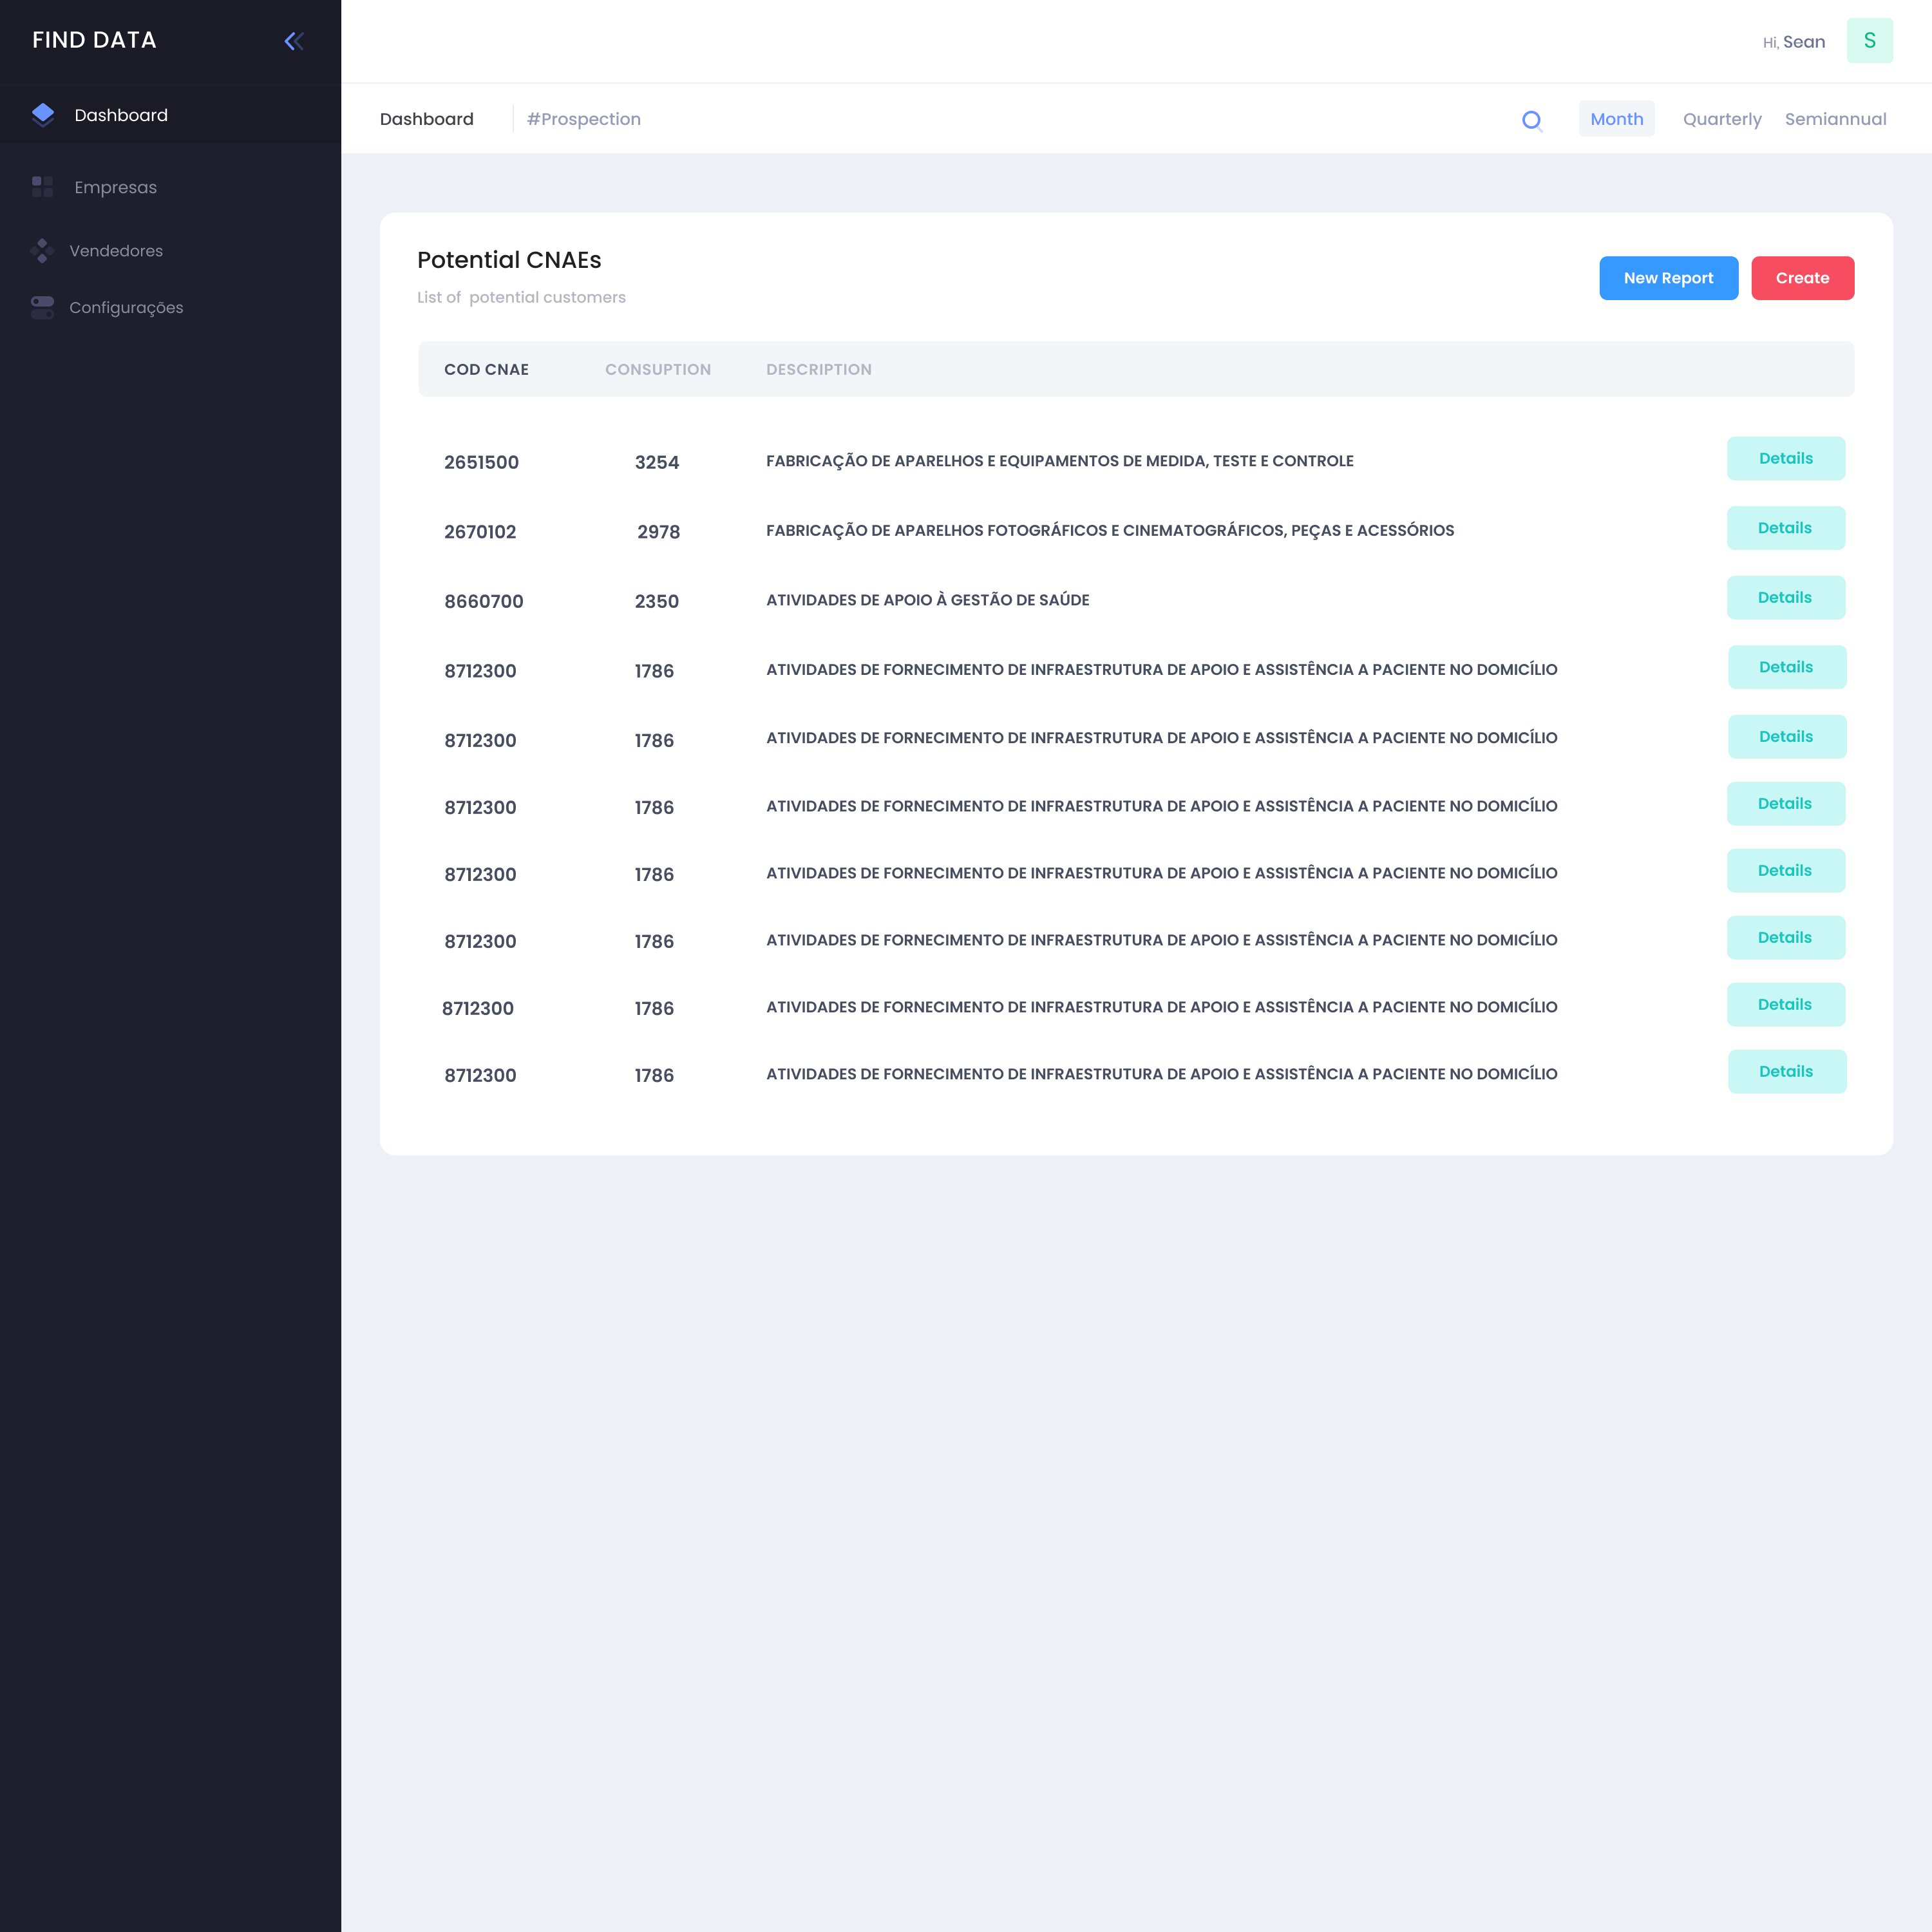 FIND DATA
Hi, Sean
S
Dashboard
Empresas
Vendedores
Configurações
Dashboard
#Prospection
Month
Quarterly
Semiannual
Potential CNAEs
List of  potential customers
New Report
Create
COD CNAE CONSUPTION DESCRIPTION
2651500 3254 FABRICAÇÃO DE APARELHOS E EQUIPAMENTOS DE MEDIDA, TESTE E CONTROLE Details
2670102 2978 FABRICAÇÃO DE APARELHOS FOTOGRÁFICOS E CINEMATOGRÁFICOS, PEÇAS E ACESSÓRIOS Details
8660700 2350 ATIVIDADES DE APOIO À GESTÃO DE SAÚDE Details
8712300 1786 ATIVIDADES DE FORNECIMENTO DE INFRAESTRUTURA DE APOIO E ASSISTÊNCIA A PACIENTE NO DOMICÍLIO Details
8712300 1786 ATIVIDADES DE FORNECIMENTO DE INFRAESTRUTURA DE APOIO E ASSISTÊNCIA A PACIENTE NO DOMICÍLIO Details
8712300 1786 ATIVIDADES DE FORNECIMENTO DE INFRAESTRUTURA DE APOIO E ASSISTÊNCIA A PACIENTE NO DOMICÍLIO Details
8712300 1786 ATIVIDADES DE FORNECIMENTO DE INFRAESTRUTURA DE APOIO E ASSISTÊNCIA A PACIENTE NO DOMICÍLIO Details
8712300 1786 ATIVIDADES DE FORNECIMENTO DE INFRAESTRUTURA DE APOIO E ASSISTÊNCIA A PACIENTE NO DOMICÍLIO Details
8712300 1786 ATIVIDADES DE FORNECIMENTO DE INFRAESTRUTURA DE APOIO E ASSISTÊNCIA A PACIENTE NO DOMICÍLIO Details
8712300 1786 ATIVIDADES DE FORNECIMENTO DE INFRAESTRUTURA DE APOIO E ASSISTÊNCIA A PACIENTE NO DOMICÍLIO Details